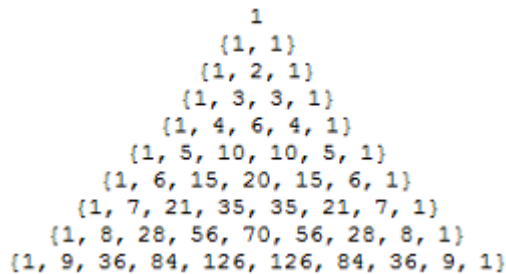 1
{1, 1}
{1, 2, 1}
{1, 3, 3, 1}
{1, 4, 6, 4, 1}
{1, 5, 10, 10, 5, 1}
{1, 6, 15, 20, 15, 6, 1}
{1, 7, 21, 35, 35, 21, 7, 1}
{1, 8, 28, 56, 70, 56, 28, 8, 1}
{1, 9, 36, 84, 126, 126, 84, 36, 9, 1}